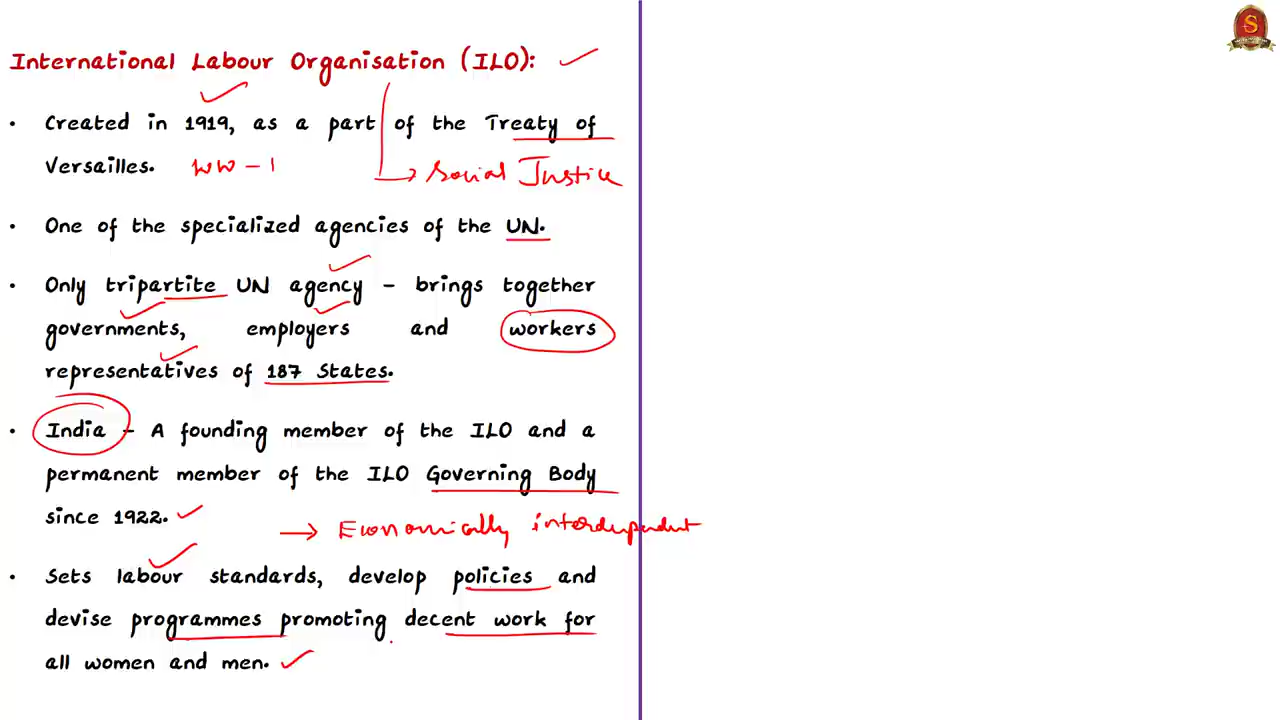 International Labour Organisation (ILO):
• Created in 1919, as a part of the Treaty of
Versailles. WW-1
→ Social Justice
• One of the specialized agencies of the UN.
• Only tripartite UN agency - brings together
governments, employers and workers
representatives of 187 States.
• India - A founding member of the ILO and a
permanent member of the ILO Governing Body
since 1922.
→ Economically interdependent
• Sets labour standards, develop policies and
devise programmes promoting decent work for
all women and men.
S